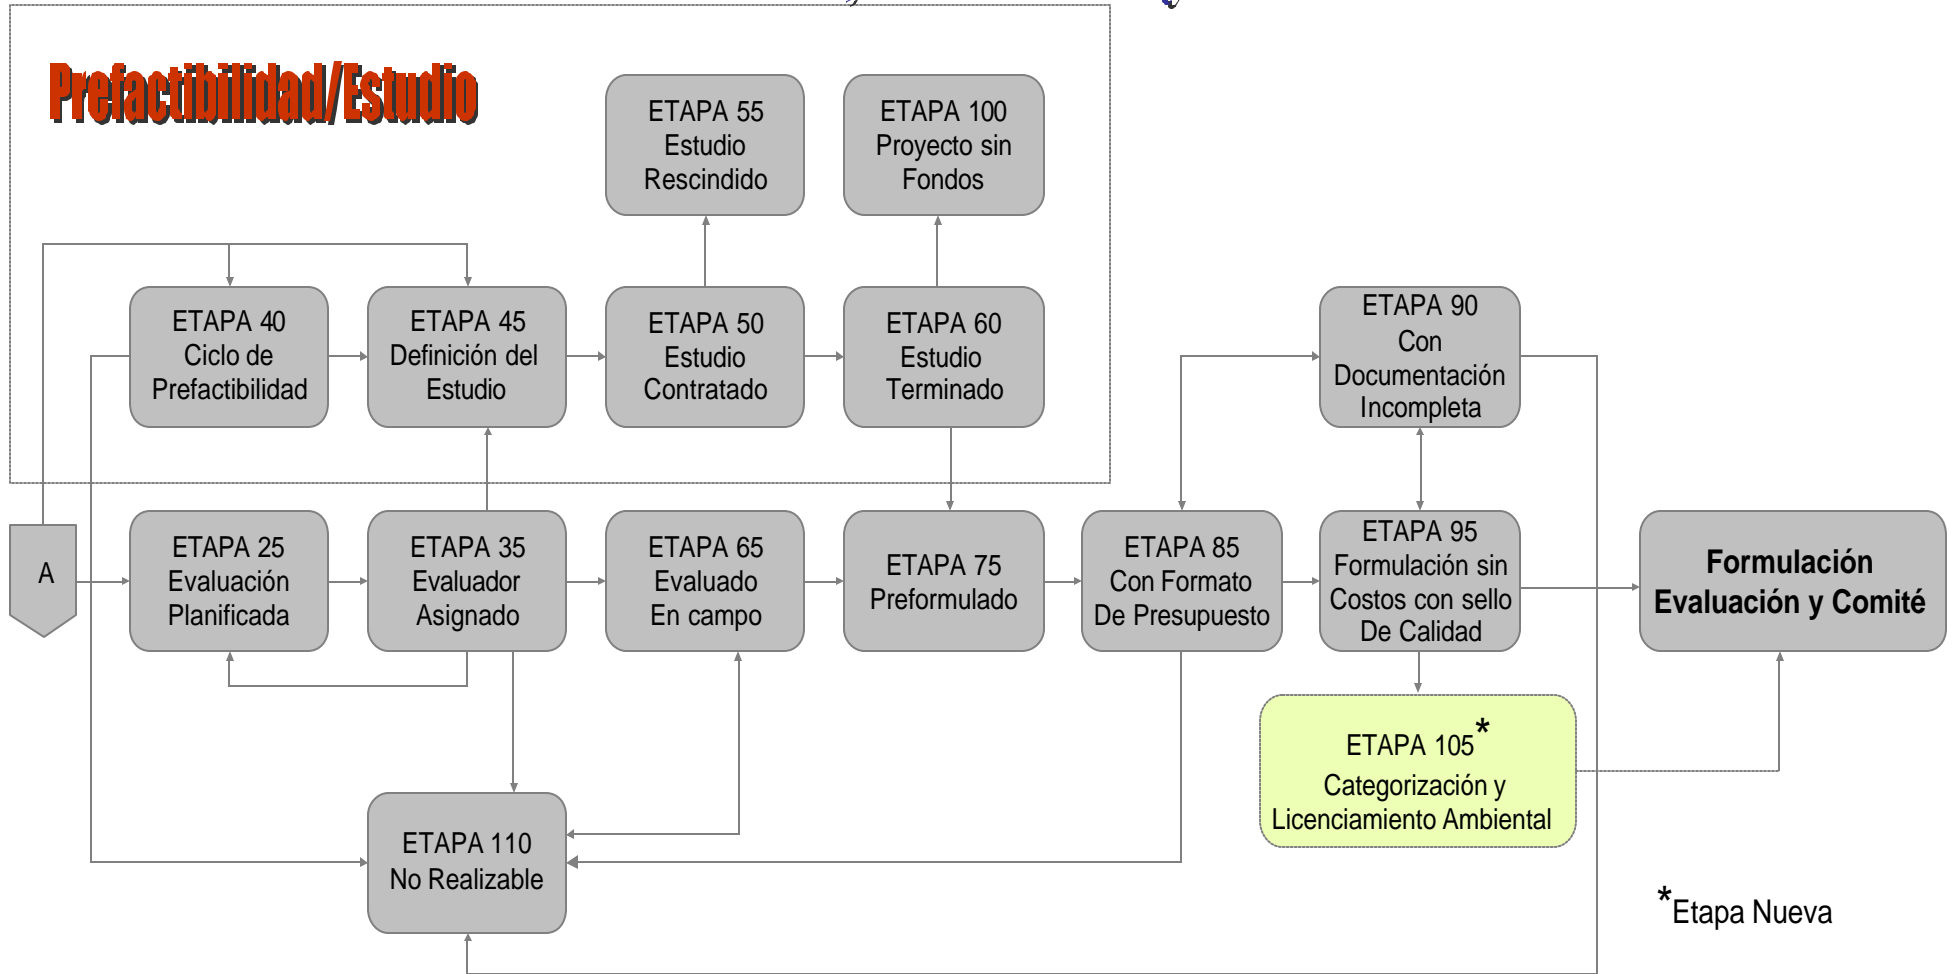 Prefactibilidad/Estudio
ETAPA 55
Estudio
Rescindido
ETAPA 100
Proyecto sin
Fondos
ETAPA 40
Ciclo de
Prefactibilidad
ETAPA 45
Definición del
Estudio
ETAPA 50
Estudio
Contratado
ETAPA 60
Estudio
Terminado
ETAPA 90
Con
Documentación
Incompleta
A
ETAPA 25
Evaluación
Planificada
ETAPA 35
Evaluador
Asignado
ETAPA 65
Evaluado
En campo
ETAPA 75
Preformulado
ETAPA 85
Con Formato
De Presupuesto
ETAPA 95
Formulación sin
Costos con sello
De Calidad
Formulación
Evaluación y Comité
ETAPA 105*
Categorización y
Licenciamiento Ambiental
ETAPA 110
No Realizable
*Etapa Nueva